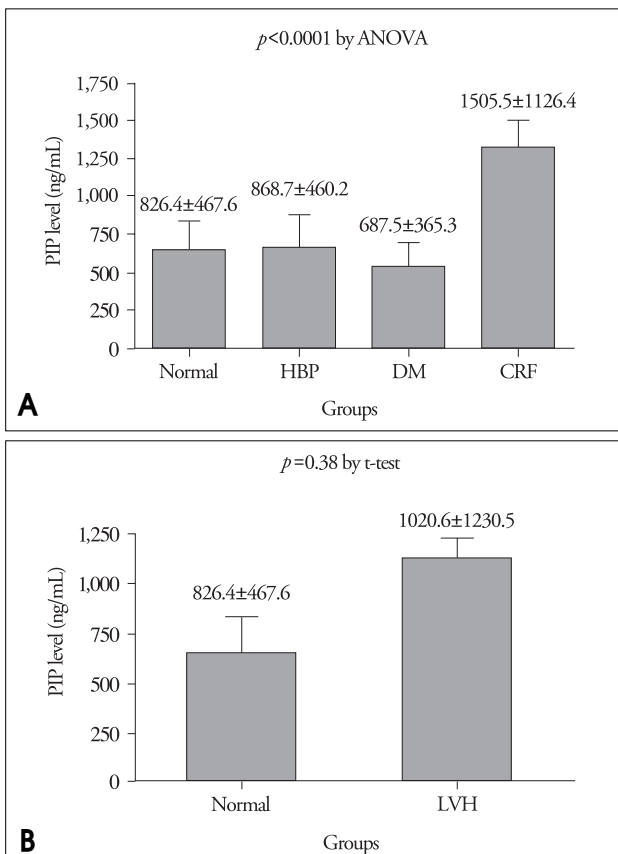 p<0.0001 by ANOVA
1,750
1,500
1,250
1,000
750
500
250
0
PIP level (ng/mL)
826.4±467.6
868.7±460.2
687.5±365.3
1505.5±1126.4
Normal HBP DM CRF
Groups
A
p=0.38 by t-test
1,250
1,000
750
500
250
0
PIP level (ng/mL)
826.4±467.6
1020.6±1230.5
Normal LVH
Groups
B